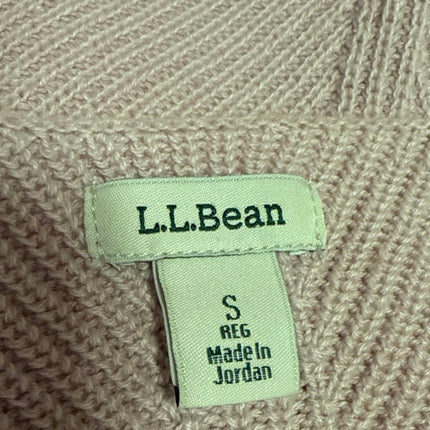 L.L.Bean
S
REG
Made In
Jordan